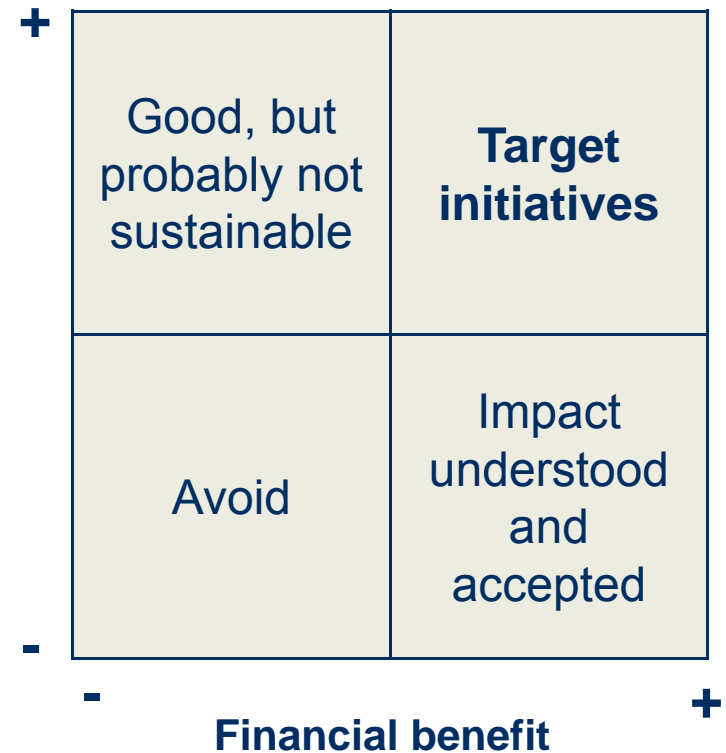 +
Good, but
probably not
sustainable
Target
initiatives
Avoid
Impact
understood
and
accepted
-
-
+
Financial benefit